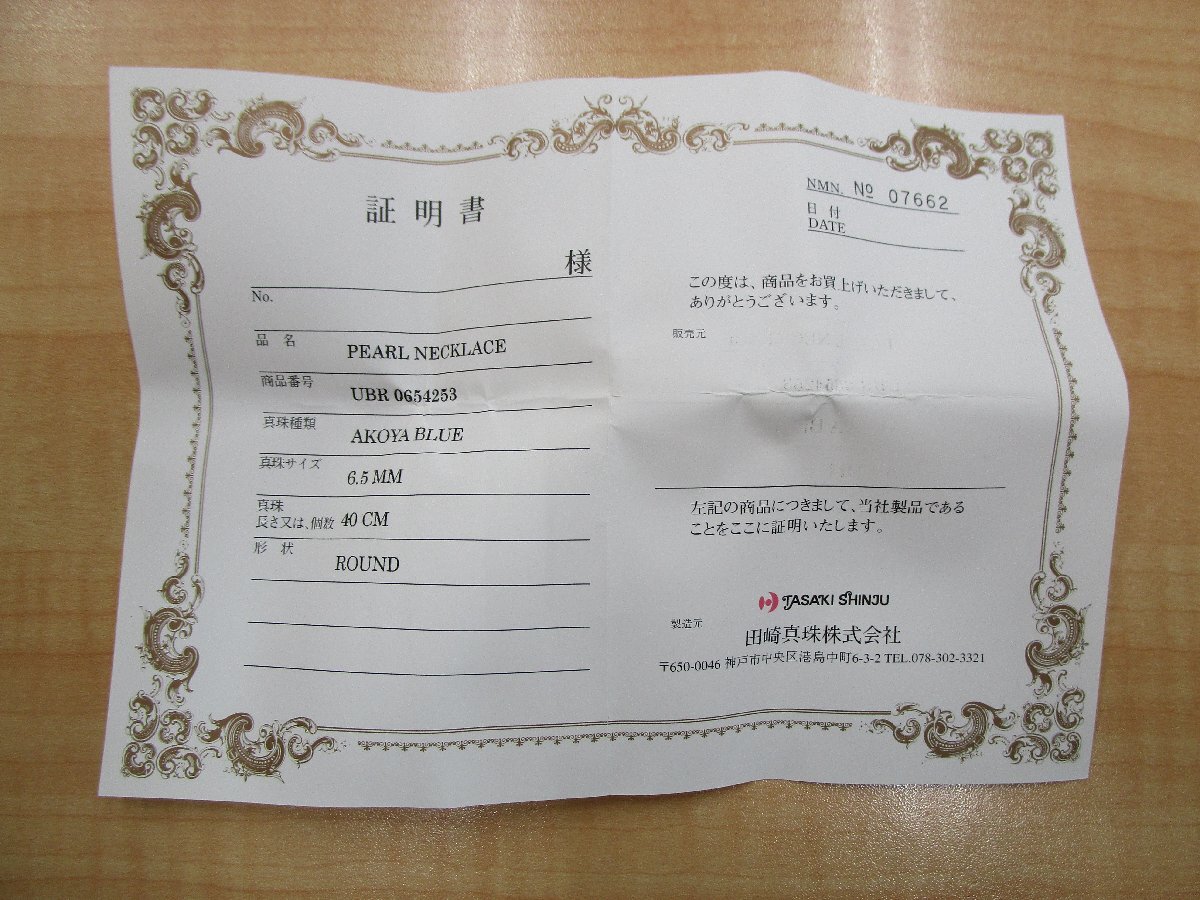 証明書
様
No.
品名 PEARL NECKLACE
商品番号 UBR 0654253
真珠種類 AKOYA BLUE
真珠サイズ 6.5 MM
真珠
長さ又は、個数 40 CM
形状 ROUND
NMN. No 07662
日付
DATE
この度は、商品をお買上げいただきまして、
ありがとうございます。
販売元
左記の商品につきまして、当社製品である
ことをここに証明いたします。
TASAKI SHINJU
製造元 田崎真珠株式会社
〒650-0046 神戸市中央区港島中町6-3-2 TEL.078-302-3321